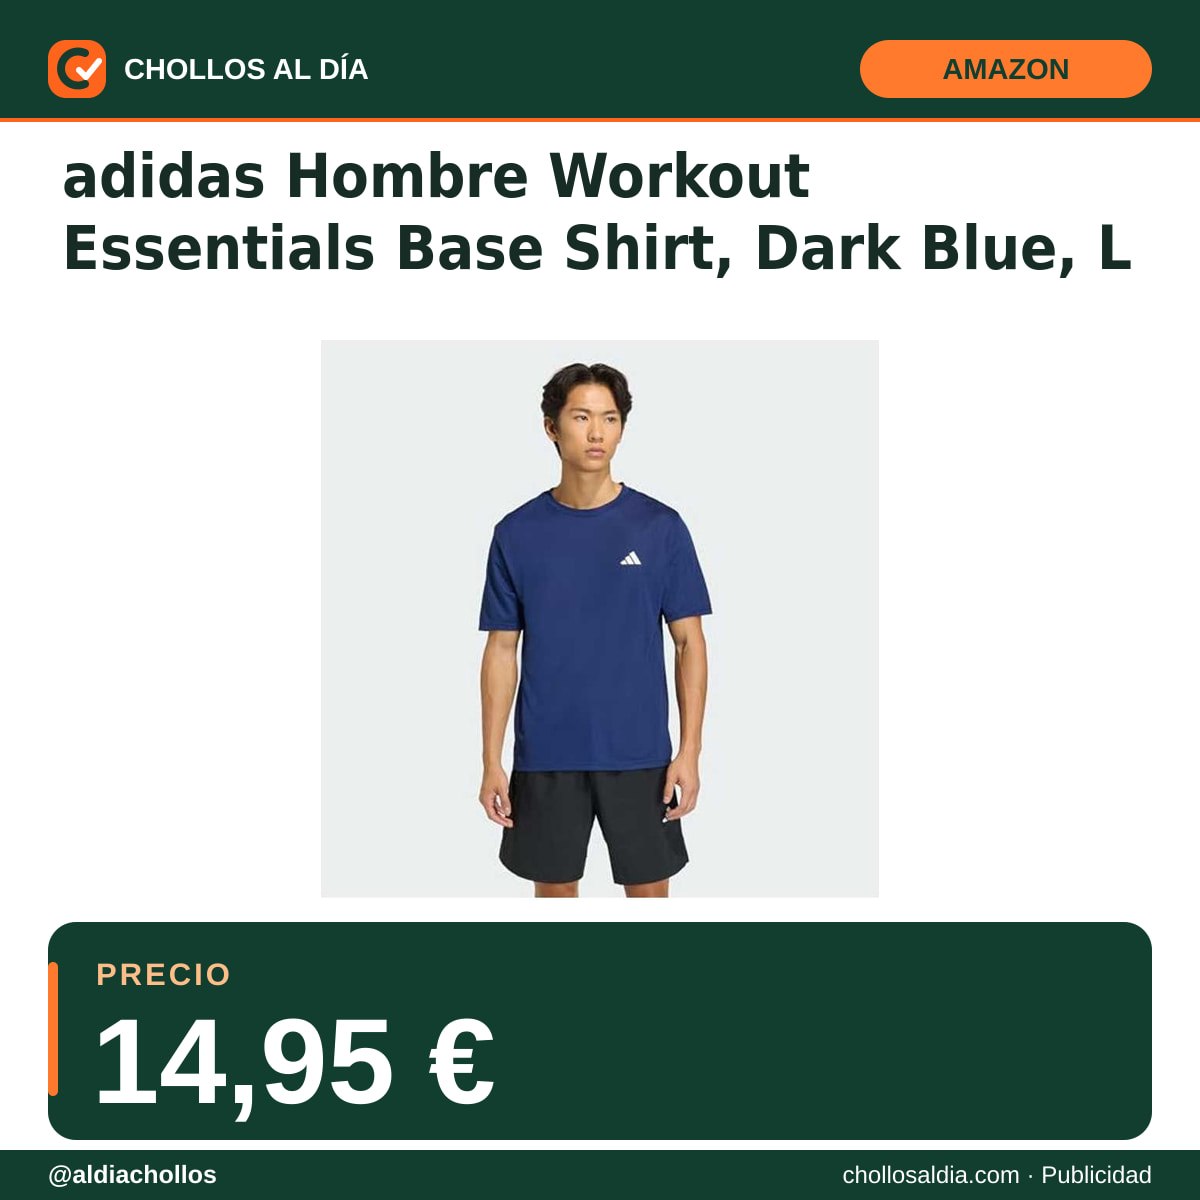 CHOLLOS AL DÍA
AMAZON
adidas Hombre Workout
Essentials Base Shirt, Dark Blue, L
PRECIO
14,95 €
@aldiachollos
chollosaldia.com · Publicidad